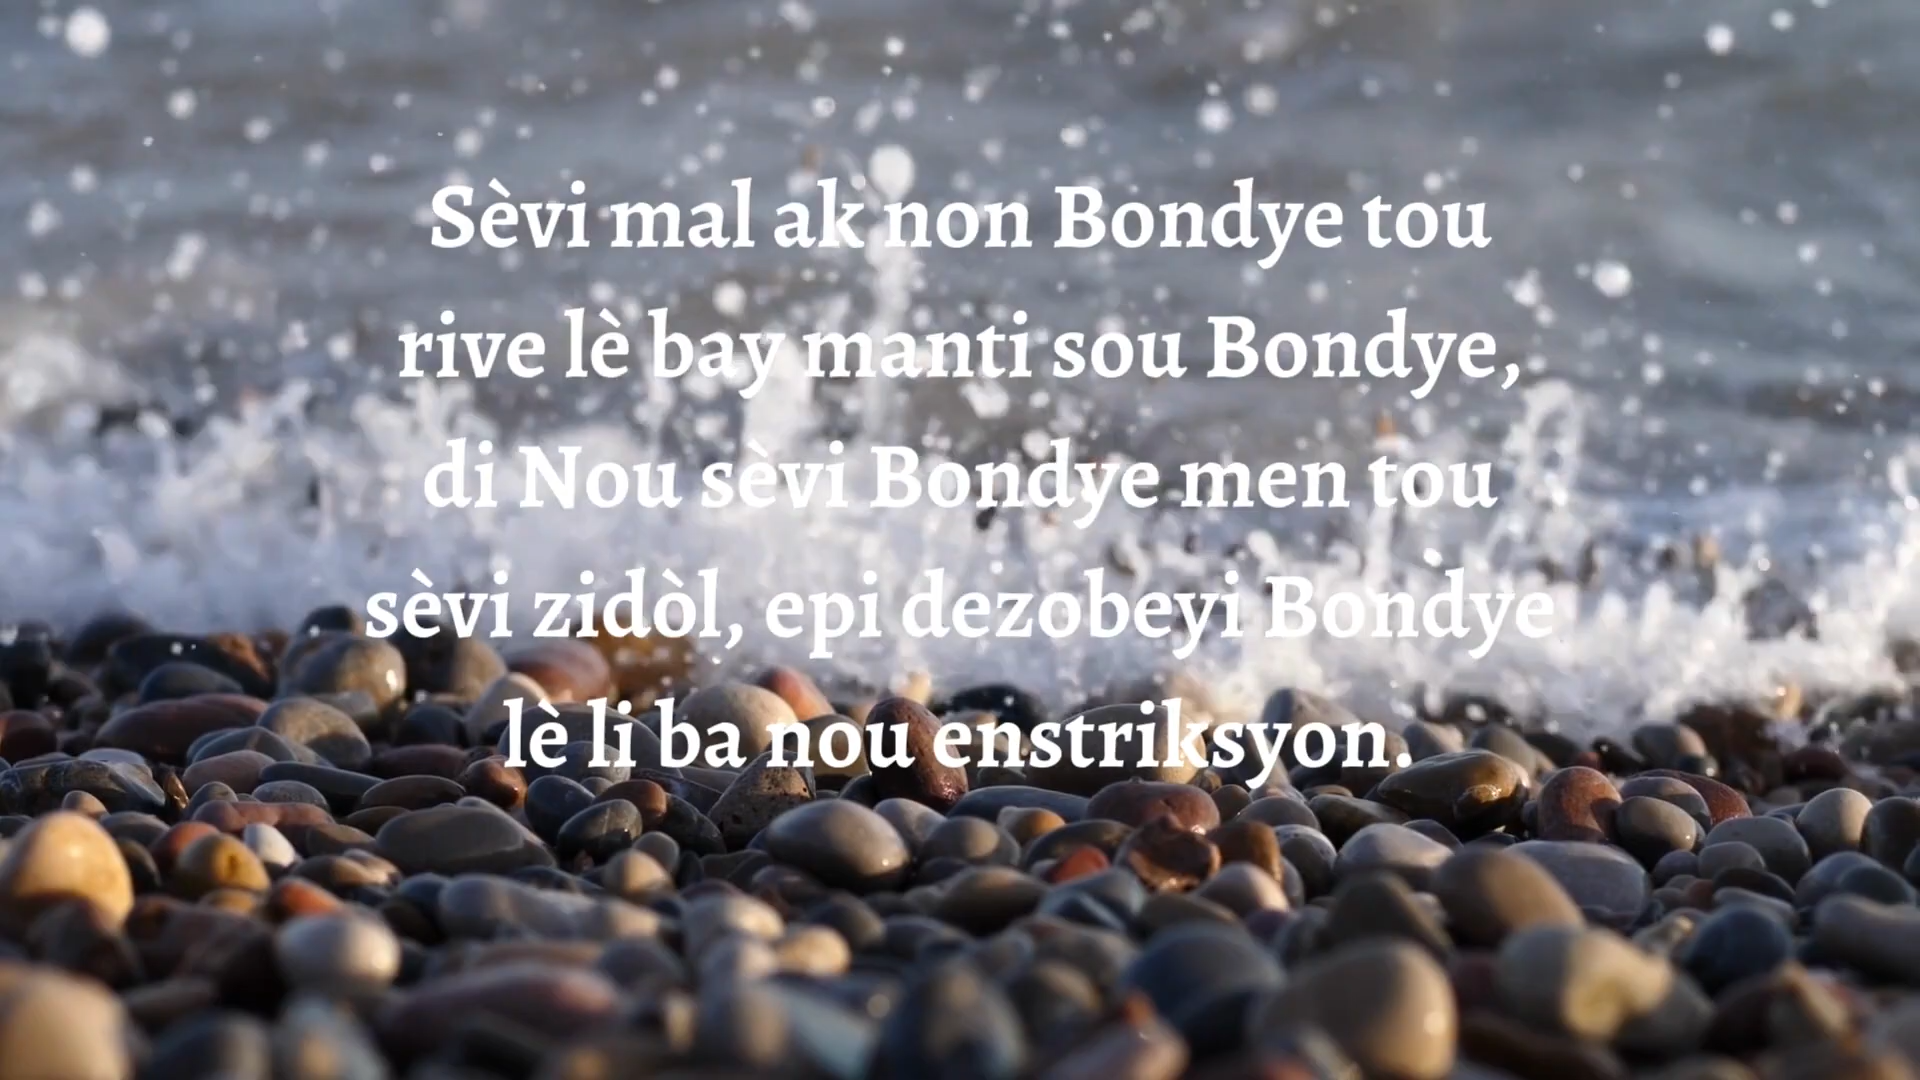 Sèvi mal ak non Bondye tou
rive lè bay manti sou Bondye,
di Nou sèvi Bondye men tou
sèvi zidòl, epi dezobeyi Bondye
lè li ba nou enstriksyon.